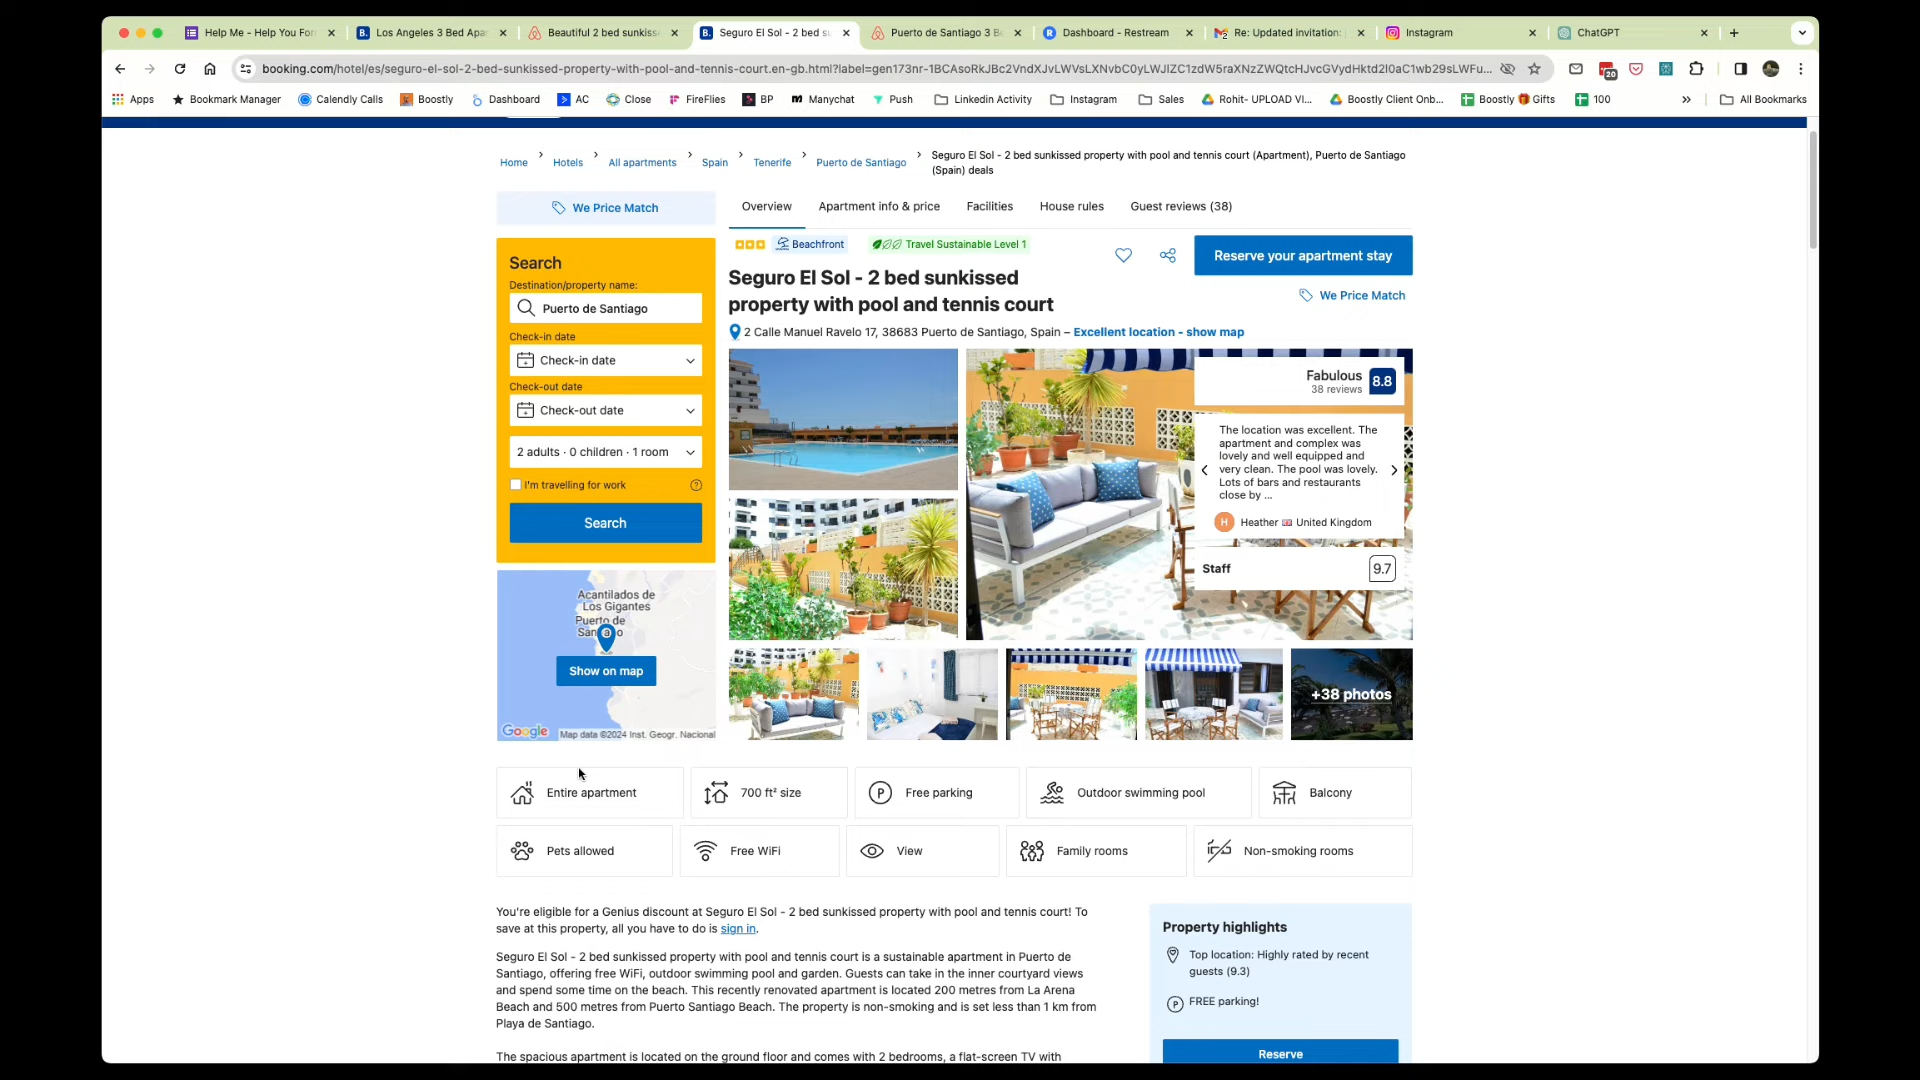 Help Me - Help You For
Los Angeles 3 Bed Apar
Beautiful 2 bed sunkiss
Seguro El Sol - 2 bed su
Puerto de Santiago 3 B
Dashboard - Restream
Re: Updated invitation:
Instagram
ChatGPT
booking.com/hotel/es/seguro-el-sol-2-bed-sunkissed-property-with-pool-and-tennis-court.en-gb.html?label=gen173nr-1BCAsoRkJBc2VndXJvLWVsLXNvbC0yLWJlZC1zdW5raXNzZWQtcHJvcGVydHktd2l0aC1wb29sLWFu...
20
Apps
Bookmark Manager
Calendly Calls
Boostly
Dashboard
AC
Close
FireFlies
BP
Manychat
Push
Linkedin Activity
Instagram
Sales
Rohit- UPLOAD VI...
Boostly Client Onb...
Boostly 🎁 Gifts
100
»
All Bookmarks
Home > Hotels > All apartments > Spain > Tenerife > Puerto de Santiago >
Seguro El Sol - 2 bed sunkissed property with pool and tennis court (Apartment), Puerto de Santiago
(Spain) deals
We Price Match
Overview
Apartment info & price
Facilities
House rules
Guest reviews (38)
Search
Destination/property name:
Puerto de Santiago
Check-in date
Check-in date
Check-out date
Check-out date
2 adults · 0 children · 1 room
I'm travelling for work
Search
Beachfront
Travel Sustainable Level 1
Reserve your apartment stay
We Price Match
Seguro El Sol - 2 bed sunkissed
property with pool and tennis court
2 Calle Manuel Ravelo 17, 38683 Puerto de Santiago, Spain – Excellent location - show map
Fabulous
38 reviews
8.8
The location was excellent. The
apartment and complex was
lovely and well equipped and
very clean. The pool was lovely.
Lots of bars and restaurants
close by ...
H
Heather
United Kingdom
Staff
9.7
Acantilados de
Los Gigantes
Puerto de
Show on map
Google
Map data ©2024 Inst. Geogr. Nacional
+38 photos
Entire apartment
700 ft² size
Free parking
Outdoor swimming pool
Balcony
Pets allowed
Free WiFi
View
Family rooms
Non-smoking rooms
You're eligible for a Genius discount at Seguro El Sol - 2 bed sunkissed property with pool and tennis court! To
save at this property, all you have to do is sign in.
Seguro El Sol - 2 bed sunkissed property with pool and tennis court is a sustainable apartment in Puerto de
Santiago, offering free WiFi, outdoor swimming pool and garden. Guests can take in the inner courtyard views
and spend some time on the beach. This recently renovated apartment is located 200 metres from La Arena
Beach and 500 metres from Puerto Santiago Beach. The property is non-smoking and is set less than 1 km from
Playa de Santiago.
The spacious apartment is located on the ground floor and comes with 2 bedrooms, a flat-screen TV with
Property highlights
Top location: Highly rated by recent
guests (9.3)
FREE parking!
Reserve